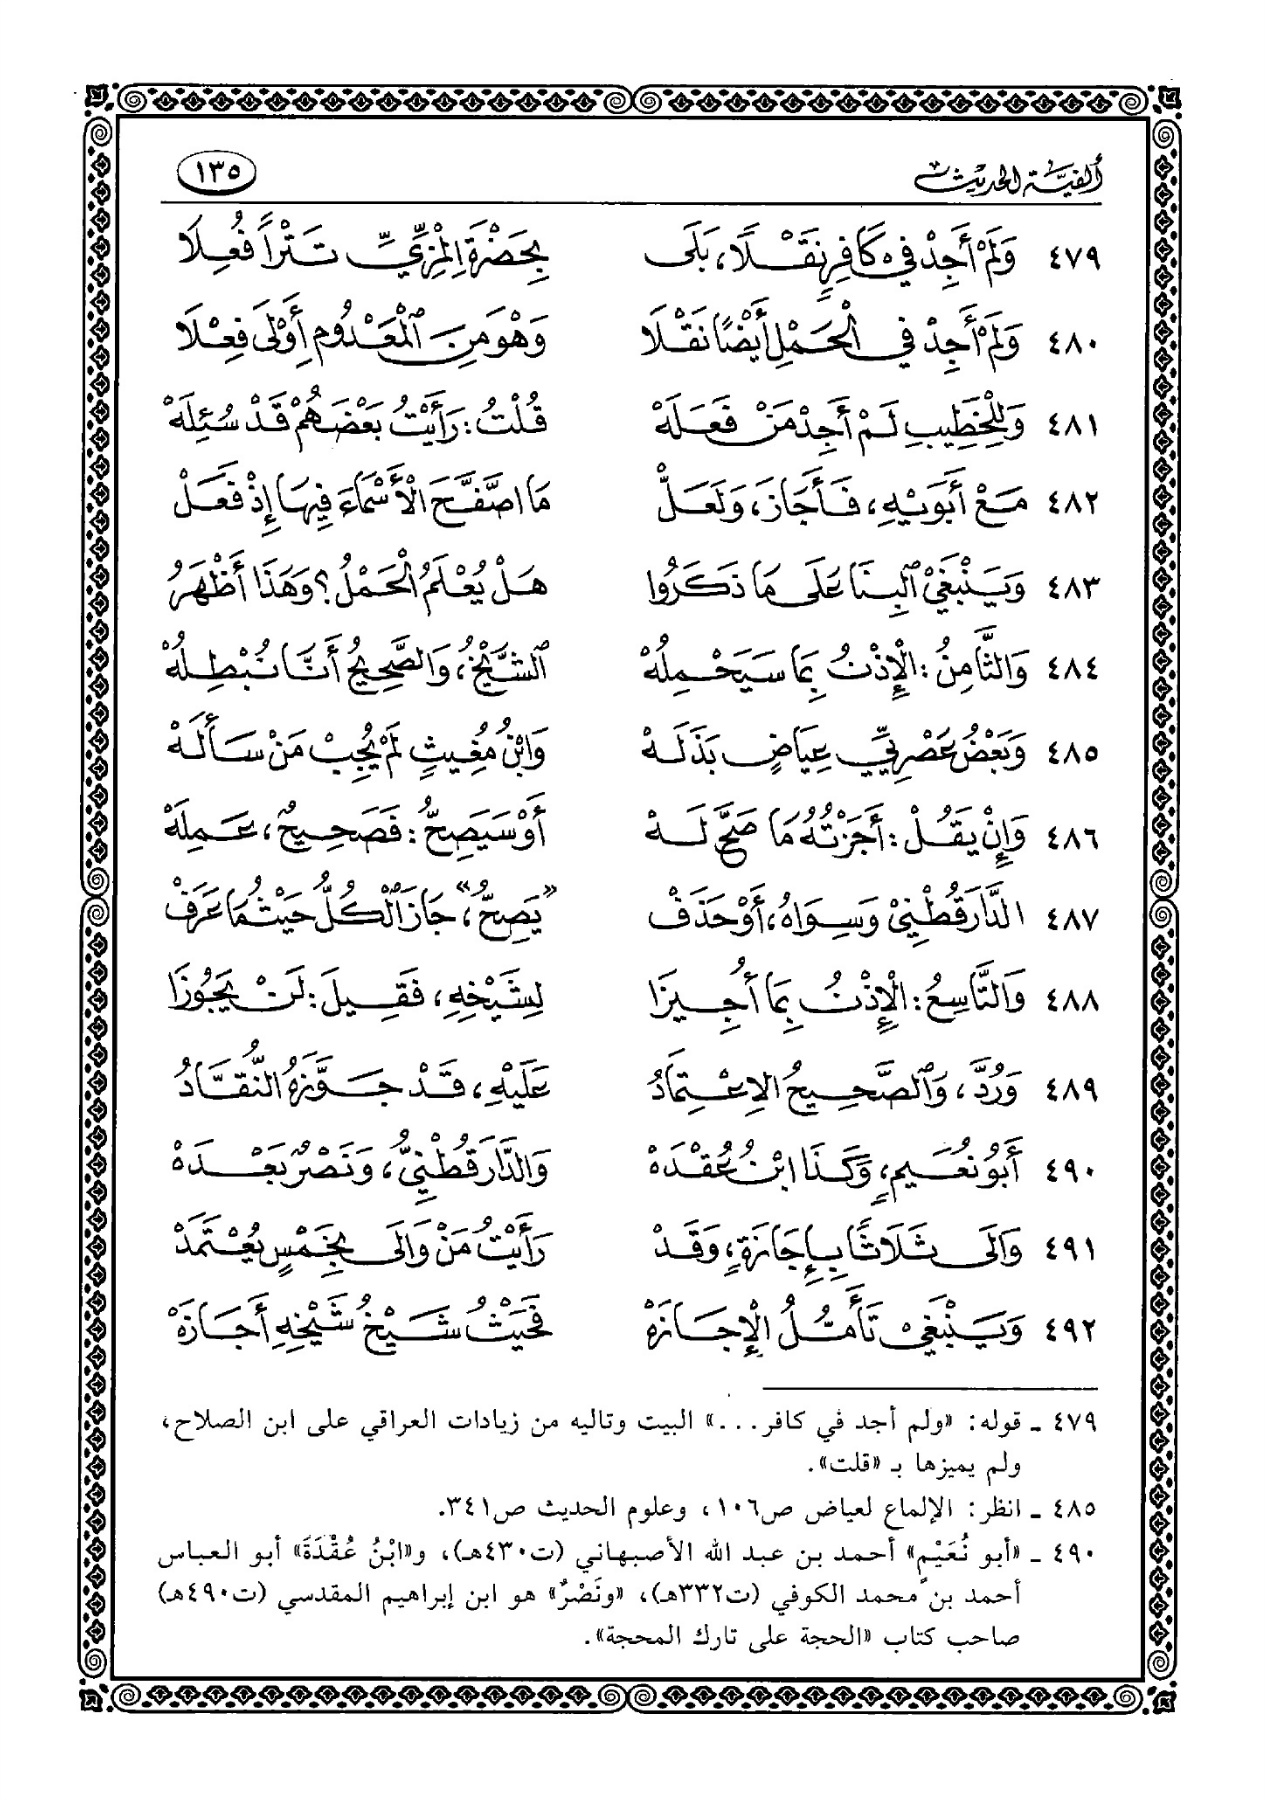 ألفية الحديث ١٣٥
٤٧٩ وَلَمْ أَجِدْ فِي كَافِرٍ نَقْلًا، بَلَى بِحَضْرَةِ الْمِزِّيِّ تَتْرًا فُعِلَا
٤٨٠ وَلَمْ أَجِدْ فِي الْحَمْلِ أَيْضًا نَقْلَا وَهْوَ مِنَ الْمَعْدُومِ أَوْلَى فِعْلَا
٤٨١ وَلِلْخَطِيبِ لَمْ أَجِدْ مَنْ فَعَلَهْ قُلْتُ: رَأَيْتُ بَعْضَهُمْ قَدْ سُئِلَهْ
٤٨٢ مَعْ أَبَوَيْهِ، فَأَجَازَ، وَلَعَلّْ مَا اصَّفَّحَ الْأَسْمَاءَ فِيهَا إِذْ فَعَلْ
٤٨٣ وَيَنْبَغِي الْبِنَا عَلَى مَا ذَكَرُوا هَلْ يُعْلَمُ الْحَمْلُ؟ وَهَذَا أَظْهَرُ
٤٨٤ وَالثَّامِنُ: الْإِذْنُ بِمَا سَيَحْمِلُهْ الشَّيْخُ، وَالصَّحِيحُ أَنَّا نُبْطِلُهْ
٤٨٥ وَبَعْضُ عَصْرِيِّي عِيَاضٍ بَذَلَهْ وَابْنُ مُغِيثٍ لَمْ يُجِبْ مَنْ سَأَلَهْ
٤٨٦ وَإِنْ يَقُلْ: أَجَزْتُهُ مَا صَحَّ لَهْ أَوْ سَيَصِحُّ: فَصَحِيحٌ، عَمِلَهْ
٤٨٧ الدَّارَقُطْنِيْ وَسِوَاهُ، أَوْ حَذَفْ "يَصِحُّ"، جَازَ الْكُلُّ حَيْثُمَا عَرَفْ
٤٨٨ وَالتَّاسِعُ: الْإِذْنُ بِمَا أُجِيزَا لِشَيْخِهِ، فَقِيلَ: لَنْ يَجُوزَا
٤٨٩ وَرُدَّ، وَالصَّحِيحُ الِاعْتِمَادُ عَلَيْهِ، قَدْ جَوَّزَهُ النُّقَّادُ
٤٩٠ أَبُو نُعَيْمٍ، وَكَذَا ابْنُ عُقْدَهْ وَالدَّارَقُطْنِيُّ، وَنَصْرٌ بَعْدَهْ
٤٩١ وَالَى ثَلَاثًا بِإِجَازَةٍ، وَقَدْ رَأَيْتُ مَنْ وَالَى بِخَمْسٍ يُعْتَمَدْ
٤٩٢ وَيَنْبَغِيْ تَأَمُّلُ الْإِجَازَهْ فَحَيْثُ شَيْخُ شَيْخِهِ أَجَازَهْ
٤٧٩ ـ قوله: «ولم أجد في كافر...» البيت وتاليه من زيادات العراقي على ابن الصلاح،
ولم يميزها بـ «قلت».
٤٨٥ ـ انظر: الإلماع لعياض ص١٠٦، وعلوم الحديث ص٣٤١.
٤٩٠ ـ «أبو نُعَيْمٍ» أحمد بن عبد الله الأصبهاني (ت٤٣٠هـ)، و«ابْنُ عُقْدَةَ» أبو العباس
أحمد بن محمد الكوفي (ت٣٣٢هـ)، «ونَصْرٌ» هو ابن إبراهيم المقدسي (ت٤٩٠هـ)
صاحب كتاب «الحجة على تارك المحجة».